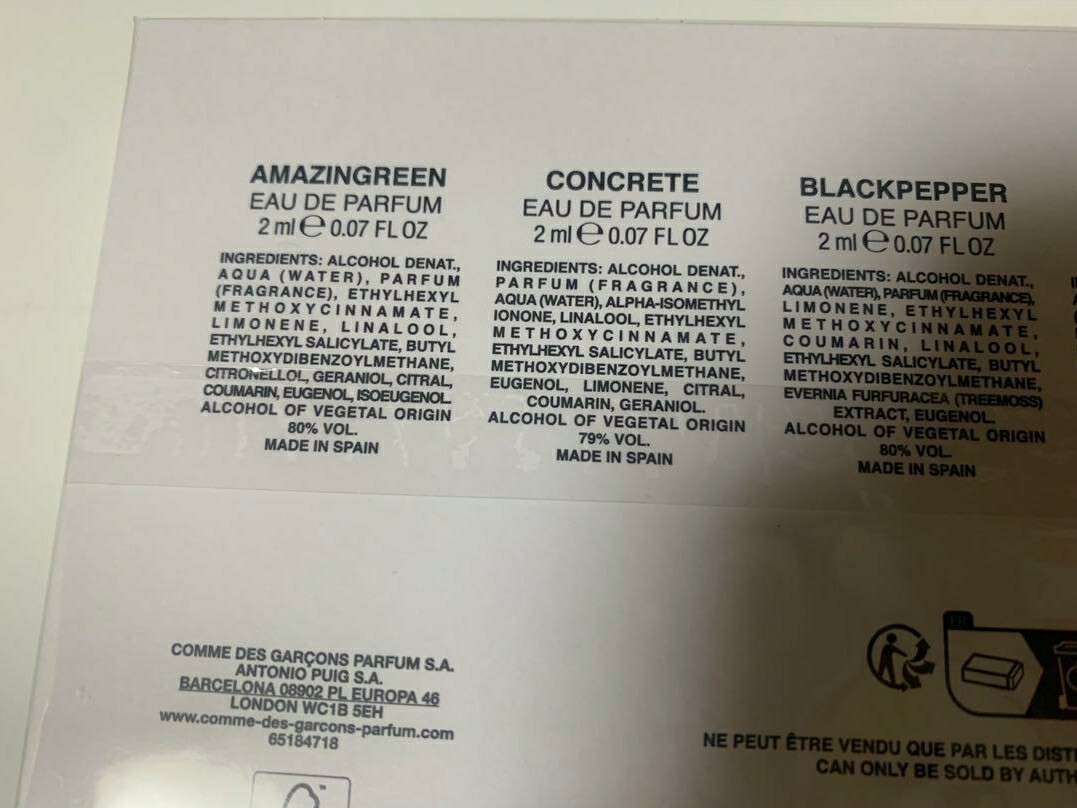 AMAZINGREEN
EAU DE PARFUM
2 ml ℮ 0.07 FL OZ
INGREDIENTS: ALCOHOL DENAT.,
AQUA (WATER), PARFUM
(FRAGRANCE), ETHYLHEXYL
METHOXYCINNAMATE,
LIMONENE, LINALOOL,
ETHYLHEXYL SALICYLATE, BUTYL
METHOXYDIBENZOYLMETHANE,
CITRONELLOL, GERANIOL, CITRAL,
COUMARIN, EUGENOL, ISOEUGENOL.
ALCOHOL OF VEGETAL ORIGIN
80% VOL.
MADE IN SPAIN
CONCRETE
EAU DE PARFUM
2 ml ℮ 0.07 FL OZ
INGREDIENTS: ALCOHOL DENAT.,
PARFUM (FRAGRANCE),
AQUA (WATER), ALPHA-ISOMETHYL
IONONE, LINALOOL, ETHYLHEXYL
METHOXYCINNAMATE,
ETHYLHEXYL SALICYLATE, BUTYL
METHOXYDIBENZOYLMETHANE,
EUGENOL, LIMONENE, CITRAL,
COUMARIN, GERANIOL.
ALCOHOL OF VEGETAL ORIGIN
79% VOL.
MADE IN SPAIN
BLACKPEPPER
EAU DE PARFUM
2 ml ℮ 0.07 FL OZ
INGREDIENTS: ALCOHOL DENAT.,
AQUA (WATER), PARFUM (FRAGRANCE),
LIMONENE, ETHYLHEXYL
METHOXYCINNAMATE,
COUMARIN, LINALOOL,
ETHYLHEXYL SALICYLATE, BUTYL
METHOXYDIBENZOYLMETHANE,
EVERNIA FURFURACEA (TREEMOSS)
EXTRACT, EUGENOL.
ALCOHOL OF VEGETAL ORIGIN
80% VOL.
MADE IN SPAIN
COMME DES GARÇONS PARFUM S.A.
ANTONIO PUIG S.A.
BARCELONA 08902 PL EUROPA 46
LONDON WC1B 5EH
www.comme-des-garcons-parfum.com
65184718
FR
NE PEUT ÊTRE VENDU QUE PAR LES DIST
CAN ONLY BE SOLD BY AUTH